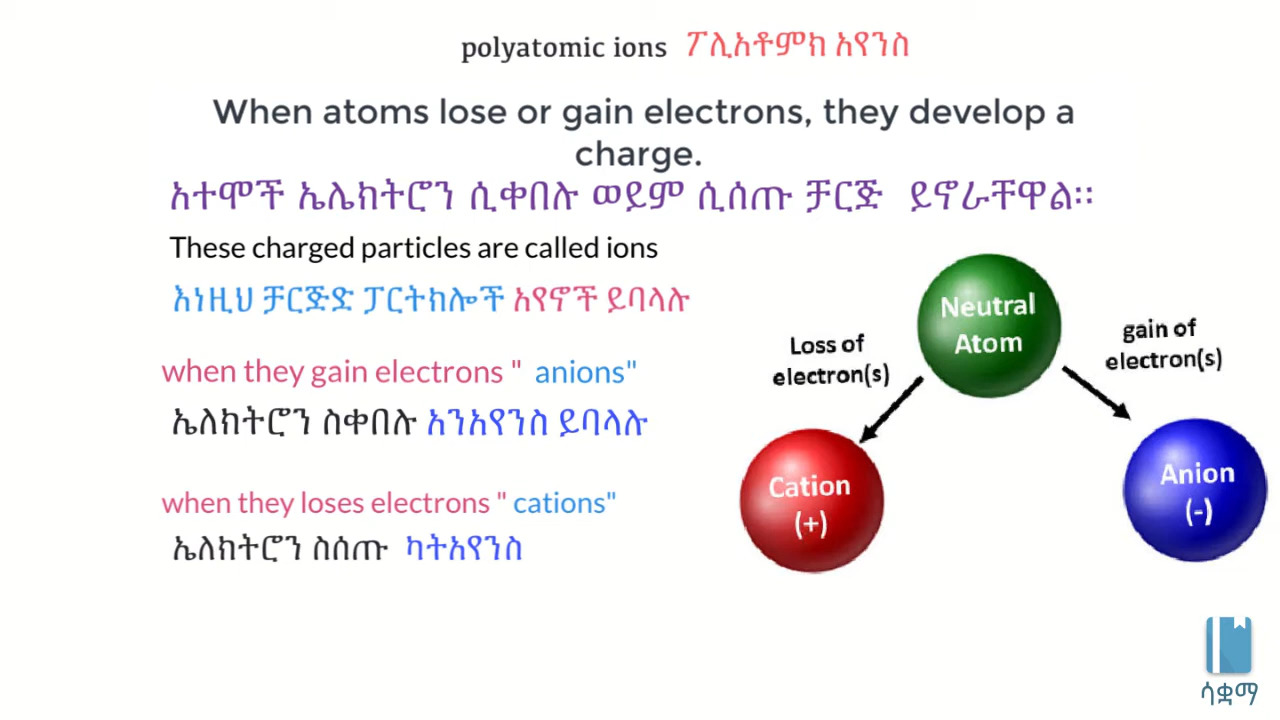 polyatomic ions ፖሊአቶምክ አየንስ
When atoms lose or gain electrons, they develop a
charge.
አተሞች ኤሌክትሮን ሲቀበሉ ወይም ሲሰጡ ቻርጅ ይኖራቸዋል፡፡
These charged particles are called ions
እነዚህ ቻርጅድ ፓርትክሎች አየኖች ይባላሉ
when they gain electrons " anions"
ኤለክትሮን ስቀበሉ አንአየንስ ይባላሉ
when they loses electrons " cations"
ኤለክትሮን ስሰጡ ካትአየንስ
Neutral
Atom
Loss of
electron(s)
gain of
electron(s)
Cation
(+)
Anion
(-)
ሳቋማ